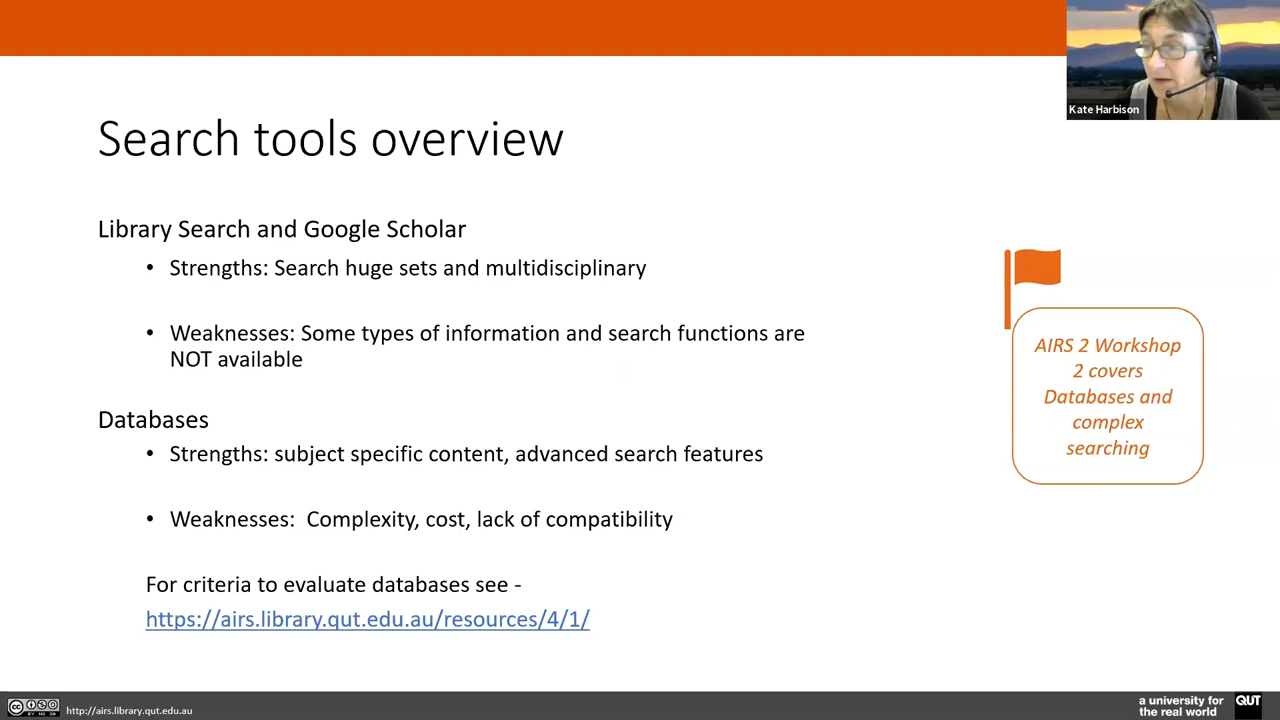 Kate Harbison
Search tools overview
Library Search and Google Scholar
• Strengths: Search huge sets and multidisciplinary
• Weaknesses: Some types of information and search functions are
NOT available
Databases
• Strengths: subject specific content, advanced search features
• Weaknesses:  Complexity, cost, lack of compatibility
For criteria to evaluate databases see -
https://airs.library.qut.edu.au/resources/4/1/
AIRS 2 Workshop
2 covers
Databases and
complex
searching
cc BY NC SA
http://airs.library.qut.edu.au
a university for
the real world
QUT